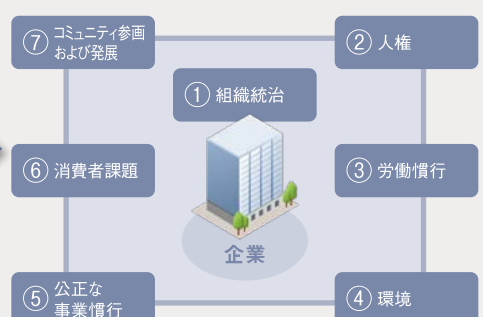 ⑦ コミュニティ参画
および発展
② 人権
① 組織統治
⑥ 消費者課題
③ 労働慣行
企業
⑤ 公正な
事業慣行
④ 環境